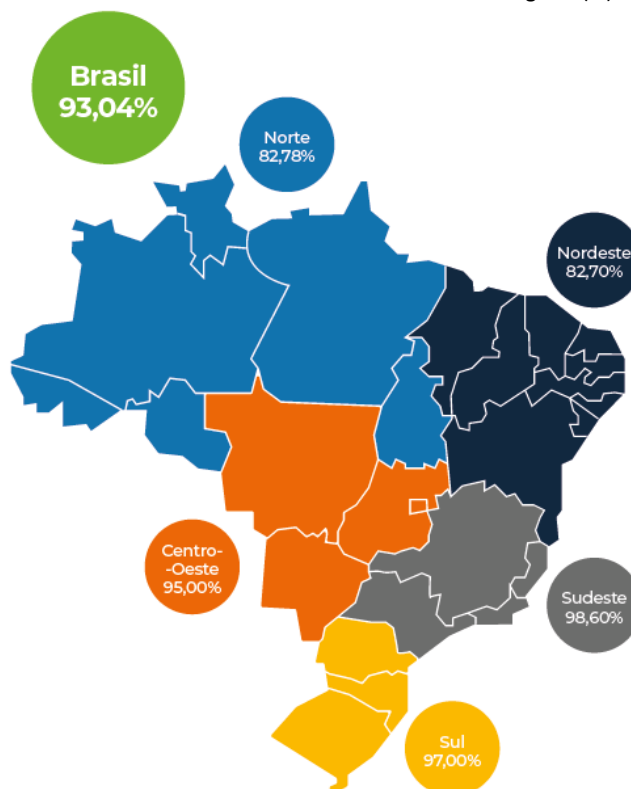 Brasil
93,04%
Norte
82,78%
Nordeste
82,70%
Centro-
-Oeste
95,00%
Sudeste
98,60%
Sul
97,00%